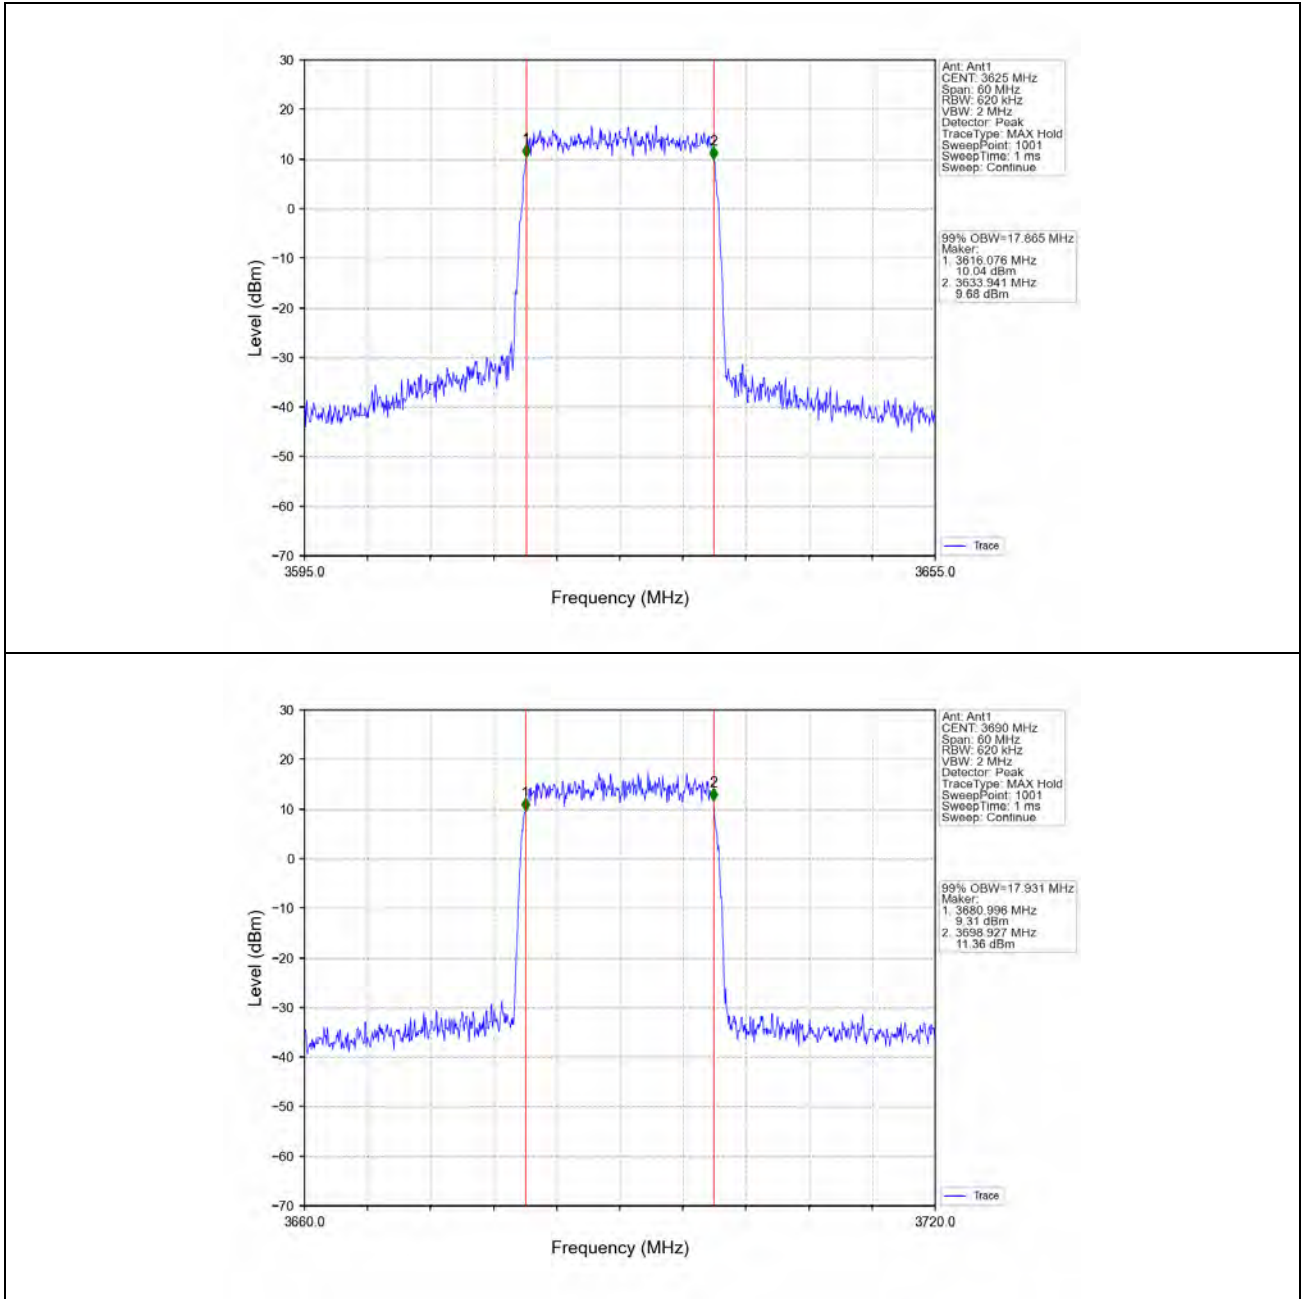 30
20
10
0
−10
−20
−30
−40
−50
−60
−70
Level (dBm)
1
2
3595.0
3655.0
Frequency (MHz)
Ant: Ant1
CENT: 3625 MHz
Span: 60 MHz
RBW: 620 kHz
VBW: 2 MHz
Detector: Peak
TraceType: MAX Hold
SweepPoint: 1001
SweepTime: 1 ms
Sweep: Continue
99% OBW=17.865 MHz
Maker:
1. 3616.076 MHz
10.04 dBm
2. 3633.941 MHz
9.68 dBm
Trace
30
20
10
0
−10
−20
−30
−40
−50
−60
−70
Level (dBm)
1
2
3660.0
3720.0
Frequency (MHz)
Ant: Ant1
CENT: 3690 MHz
Span: 60 MHz
RBW: 620 kHz
VBW: 2 MHz
Detector: Peak
TraceType: MAX Hold
SweepPoint: 1001
SweepTime: 1 ms
Sweep: Continue
99% OBW=17.931 MHz
Maker:
1. 3680.996 MHz
9.31 dBm
2. 3698.927 MHz
11.36 dBm
Trace